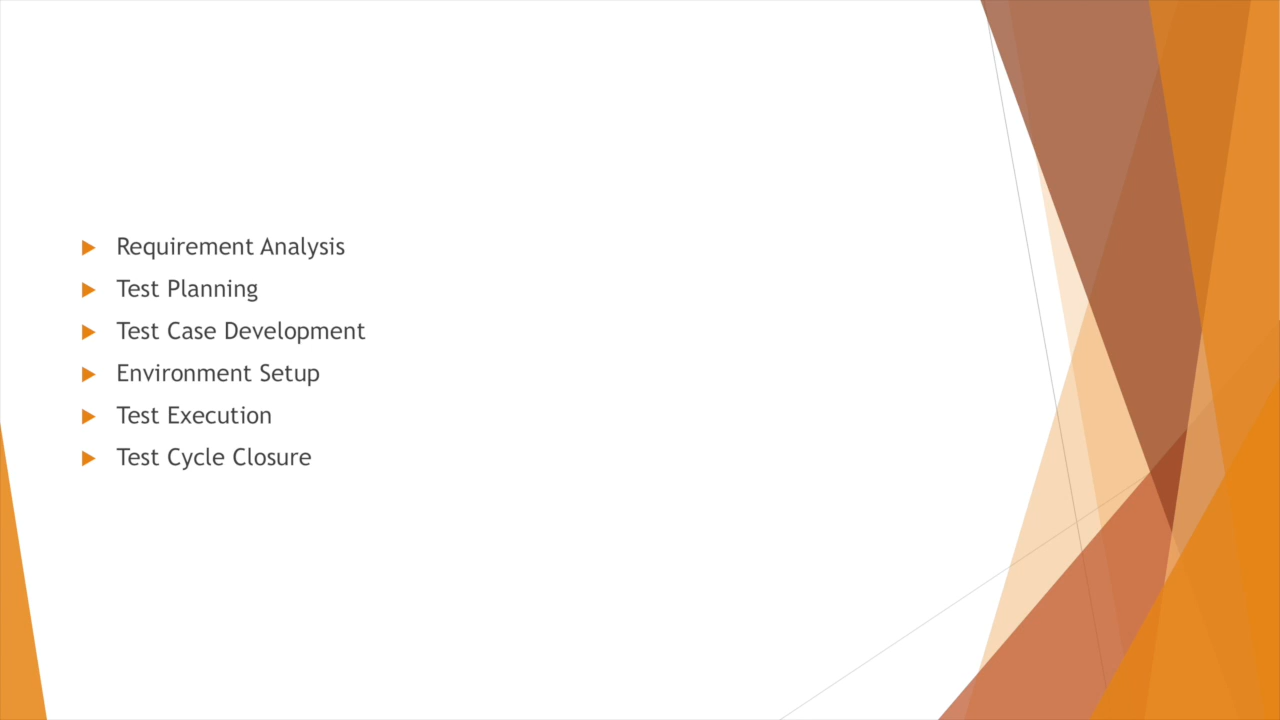 Requirement Analysis
Test Planning
Test Case Development
Environment Setup
Test Execution
Test Cycle Closure